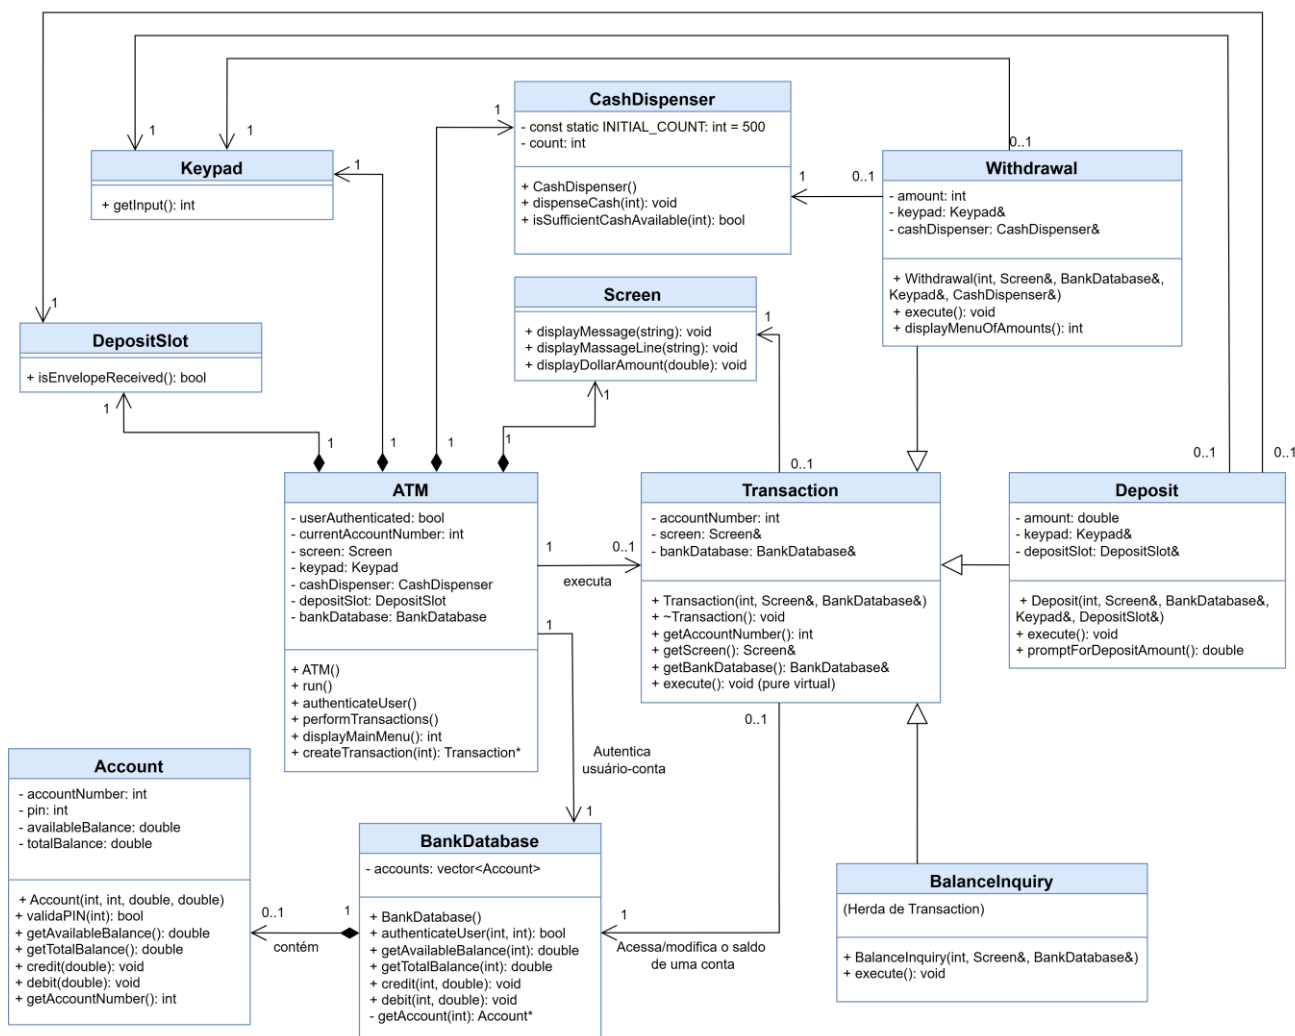 CashDispenser
- const static INITIAL_COUNT: int = 500
- count: int
+ CashDispenser()
+ dispenseCash(int): void
+ isSufficientCashAvailable(int): bool
Keypad
+ getInput(): int
Withdrawal
- amount: int
- keypad: Keypad&
- cashDispenser: CashDispenser&
+ Withdrawal(int, Screen&, BankDatabase&,
Keypad&, CashDispenser&)
+ execute(): void
+ displayMenuOfAmounts(): int
Screen
+ displayMessage(string): void
+ displayMassageLine(string): void
+ displayDollarAmount(double): void
DepositSlot
+ isEnvelopeReceived(): bool
1
1
1
1
0..1
1
0..1
1
1
1
1
1
1
1
1
0..1
0..1
0..1
ATM
- userAuthenticated: bool
- currentAccountNumber: int
- screen: Screen
- keypad: Keypad
- cashDispenser: CashDispenser
- depositSlot: DepositSlot
- bankDatabase: BankDatabase
+ ATM()
+ run()
+ authenticateUser()
+ performTransactions()
+ displayMainMenu(): int
+ createTransaction(int): Transaction*
1
0..1
executa
Transaction
- accountNumber: int
- screen: Screen&
- bankDatabase: BankDatabase&
+ Transaction(int, Screen&, BankDatabase&)
+ ~Transaction(): void
+ getAccountNumber(): int
+ getScreen(): Screen&
+ getBankDatabase(): BankDatabase&
+ execute(): void (pure virtual)
Deposit
- amount: double
- keypad: Keypad&
- depositSlot: DepositSlot&
+ Deposit(int, Screen&, BankDatabase&,
Keypad&, DepositSlot&)
+ execute(): void
+ promptForDepositAmount(): double
1
Autentica
usuário-conta
1
0..1
1
Acessa/modifica o saldo
de uma conta
Account
- accountNumber: int
- pin: int
- availableBalance: double
- totalBalance: double
+ Account(int, int, double, double)
+ validaPIN(int): bool
+ getAvailableBalance(): double
+ getTotalBalance(): double
+ credit(double): void
+ debit(double): void
+ getAccountNumber(): int
0..1
1
contém
BankDatabase
- accounts: vector<Account>
+ BankDatabase()
+ authenticateUser(int, int): bool
+ getAvailableBalance(int): double
+ getTotalBalance(int): double
+ credit(int, double): void
+ debit(int, double): void
- getAccount(int): Account*
BalanceInquiry
(Herda de Transaction)
+ BalanceInquiry(int, Screen&, BankDatabase&)
+ execute(): void